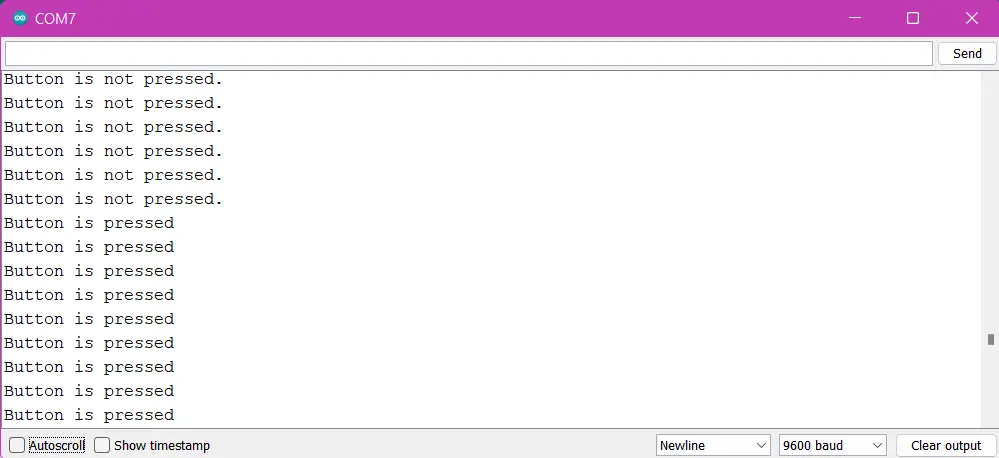 COM7
Send
Button is not pressed.
Button is not pressed.
Button is not pressed.
Button is not pressed.
Button is not pressed.
Button is not pressed.
Button is pressed
Button is pressed
Button is pressed
Button is pressed
Button is pressed
Button is pressed
Button is pressed
Button is pressed
Button is pressed
Autoscroll Show timestamp Newline 9600 baud Clear output